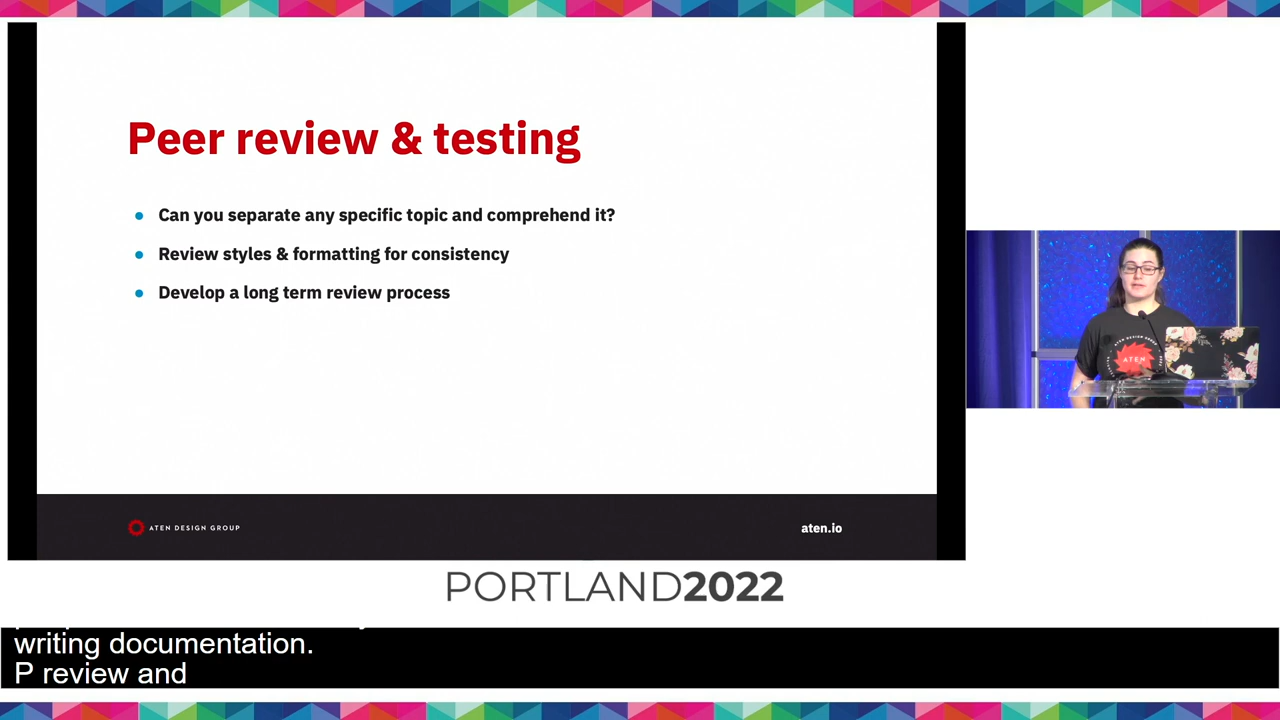 Peer review & testing
Can you separate any specific topic and comprehend it?
Review styles & formatting for consistency
Develop a long term review process
ATEN DESIGN GROUP
aten.io
ATEN
PORTLAND2022
writing documentation.
P review and